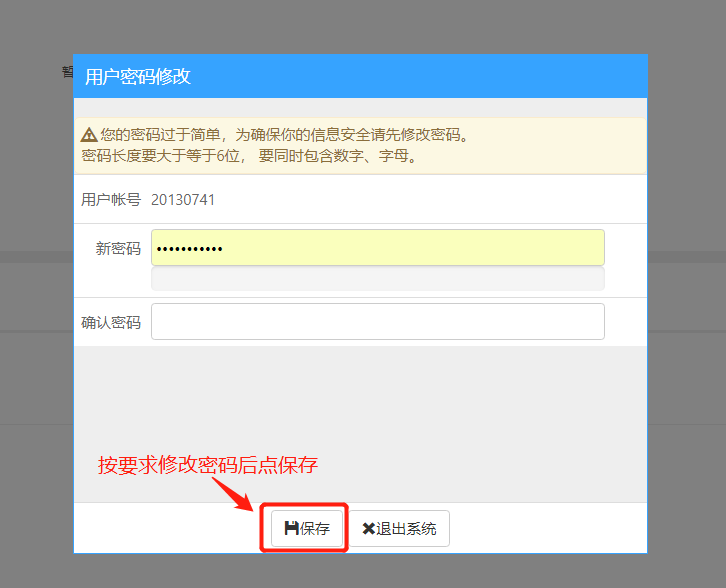 暂
用户密码修改
您的密码过于简单，为确保你的信息安全请先修改密码。
密码长度要大于等于6位， 要同时包含数字、字母。
用户帐号 20130741
新密码 •••••••••••
确认密码
按要求修改密码后点保存
保存 退出系统